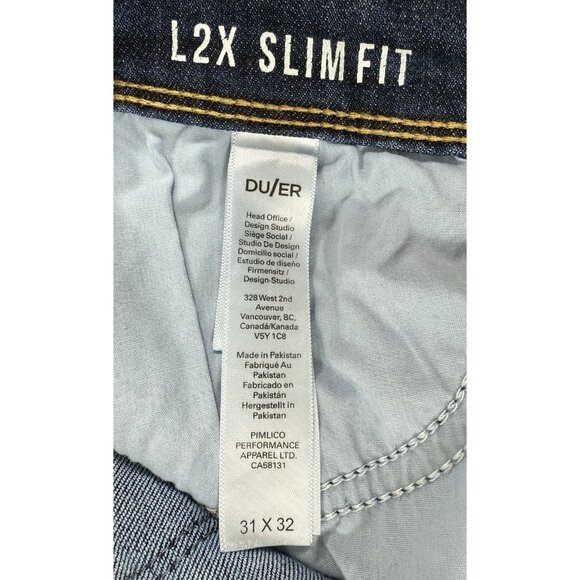 L2X SLIM FIT
DU/ER
Head Office /
Design Studio
Siège Social /
Studio De Design
Domicilio social /
Estudio de diseño
Firmensitz /
Design-Studio
328 West 2nd
Avenue
Vancouver, BC,
Canadá/Kanada
V5Y 1C8
Made in Pakistan
Fabriqué Au
Pakistan
Fabricado en
Pakistán
Hergestellt in
Pakistan
PIMLICO
PERFORMANCE
APPAREL LTD.
CA58131
31 X 32